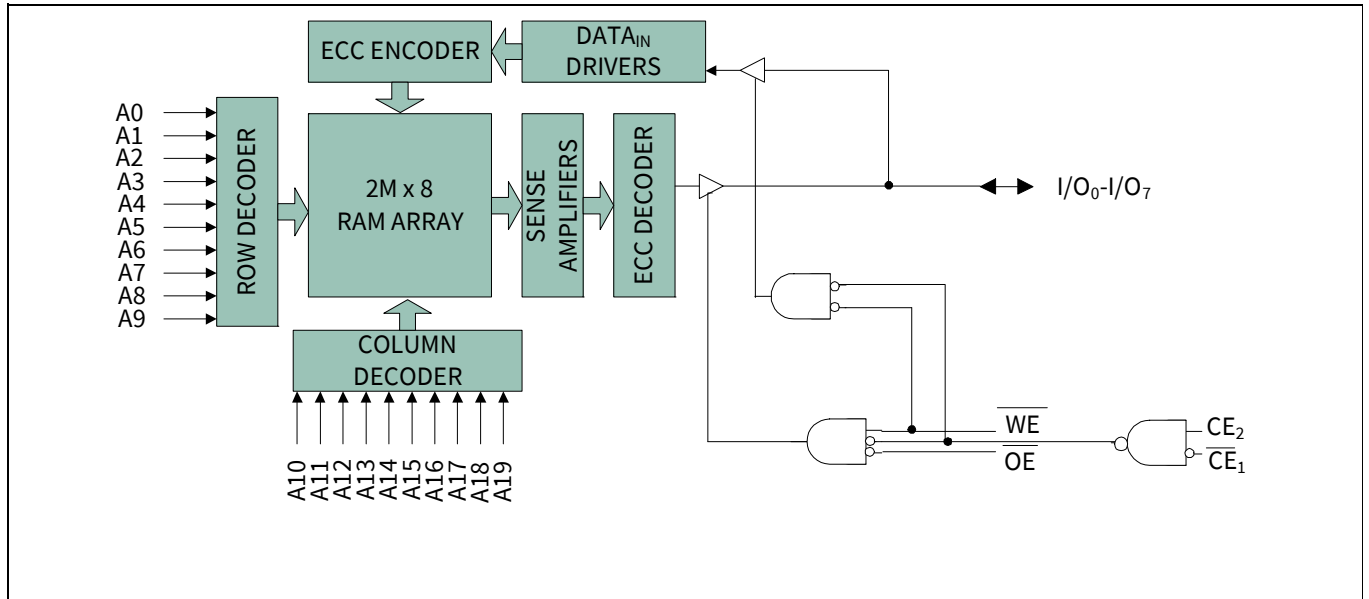 ECC ENCODER
DATAIN
DRIVERS
A0
A1
A2
A3
A4
A5
A6
A7
A8
A9
ROW DECODER
2M x 8
RAM ARRAY
SENSE
AMPLIFIERS
ECC DECODER
I/O0-I/O7
COLUMN
DECODER
A10
A11
A12
A13
A14
A15
A16
A17
A18
A19
WE
OE
CE2
CE1